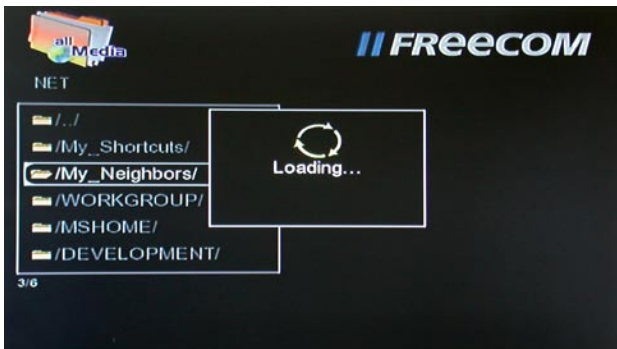 all
Media
FREECOM
NET
/../
/My_Shortcuts/
/My_Neighbors/
Loading...
/WORKGROUP/
/MSHOME/
/DEVELOPMENT/
3/6